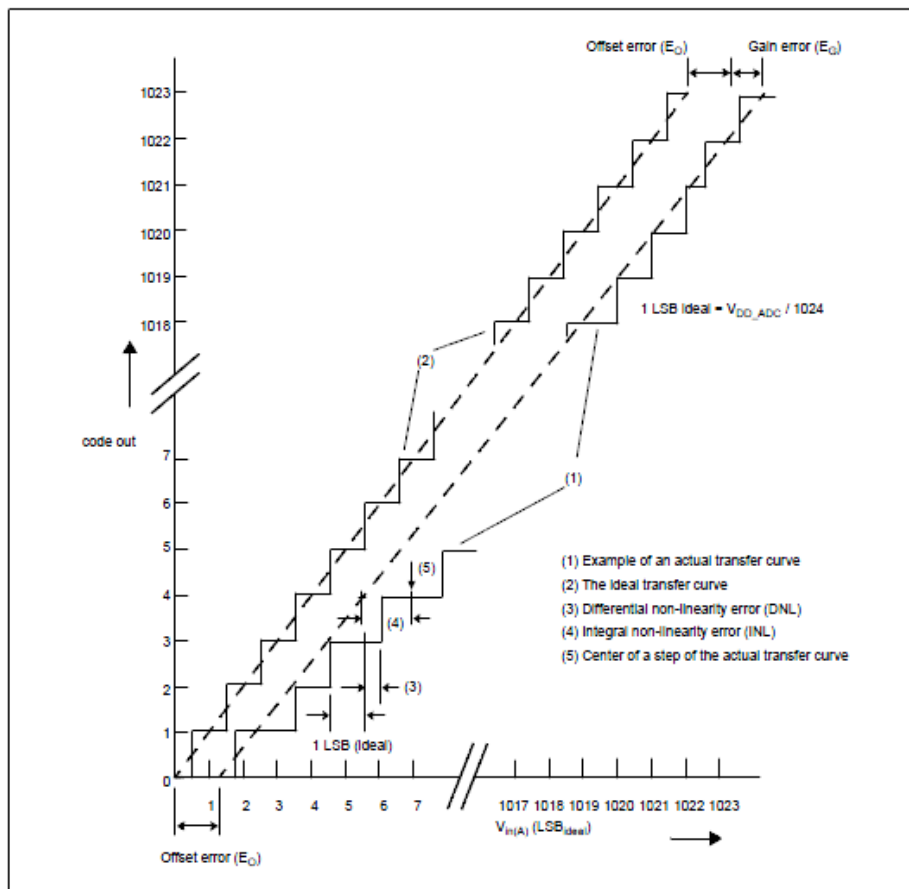 Offset error (EO) Gain error (EG)
1023
1022
1021
1020
1019
1018
1 LSB ideal = VDD_ADC / 1024
(2)
code out
7
6
5
4
3
2
1
0
(1)
(5)
(4)
(3)
1 LSB (ideal)
(1) Example of an actual transfer curve
(2) The ideal transfer curve
(3) Differential non-linearity error (DNL)
(4) Integral non-linearity error (INL)
(5) Center of a step of the actual transfer curve
1 2 3 4 5 6 7 1017 1018 1019 1020 1021 1022 1023
Vin(A) (LSBideal)
Offset error (EO)